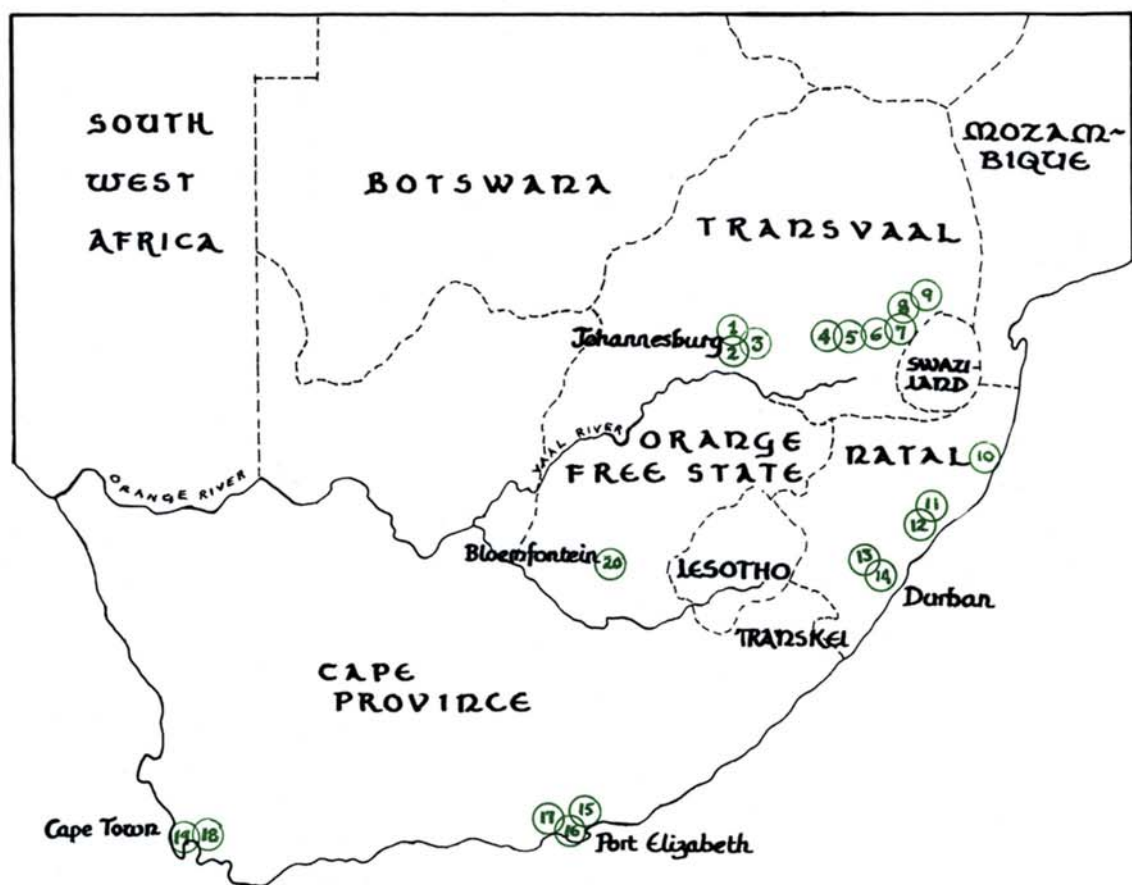 SOUTH
WEST
AFRICA
BOTSWANA
MOZAM-
BIQUE
TRANSVAAL
Johannesburg
1
2
3
4
5
6
7
8
9
SWAZI-
LAND
VAAL RIVER
ORANGE
FREE STATE
NATAL
10
ORANGE RIVER
11
12
Bloemfontein
20
LESOTHO
13
14
Durban
TRANSKEI
CAPE
PROVINCE
Cape Town
19
18
17
15
16
Port Elizabeth